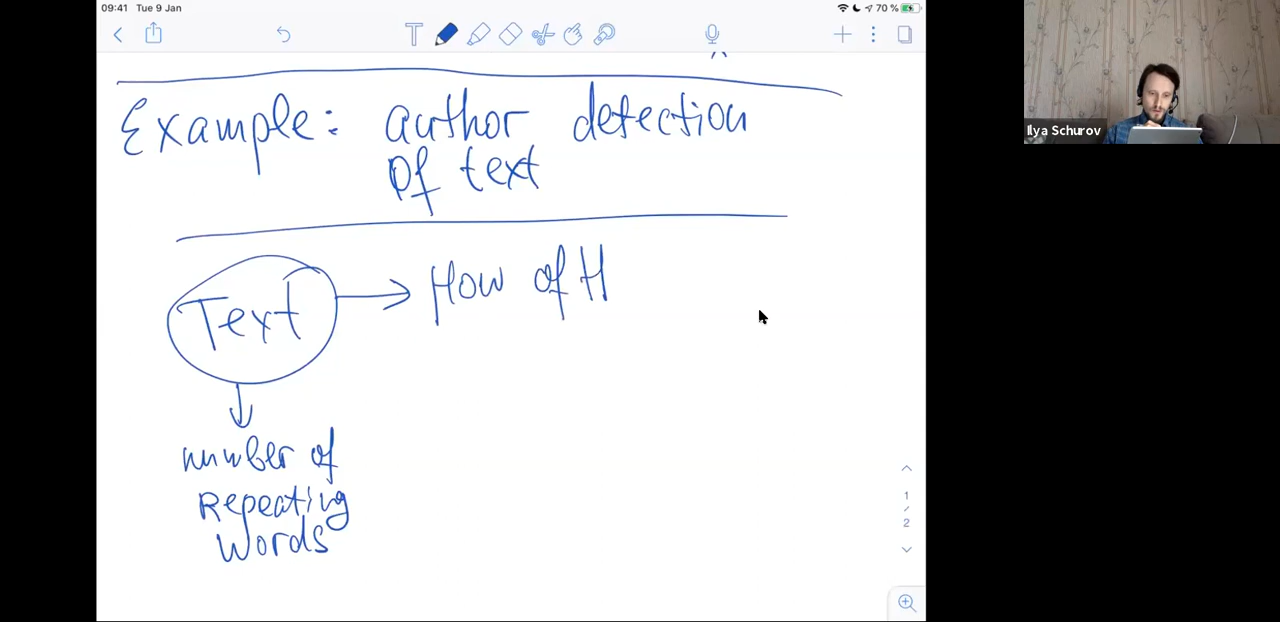 09:41 Tue 9 Jan
70 %
Ilya Schurov
Example: author detection
of text
Text → How of H
number of
Repeating
Words
1
2